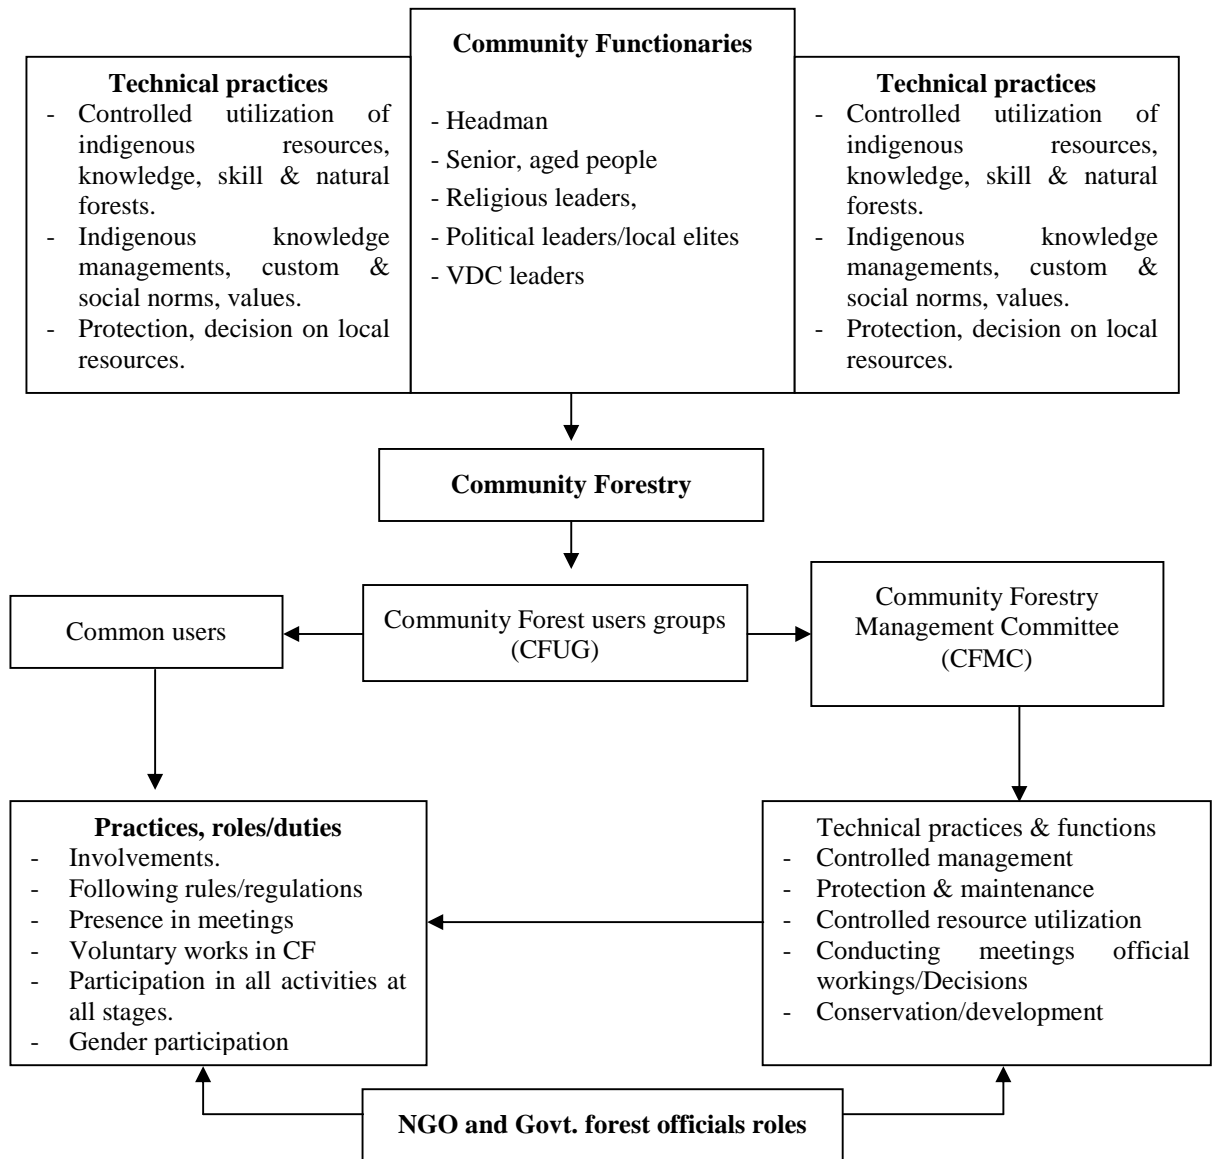 Community Functionaries
- Headman
- Senior, aged people
- Religious leaders,
- Political leaders/local elites
- VDC leaders
Technical practices
- Controlled utilization of
indigenous resources,
knowledge, skill & natural
forests.
- Indigenous knowledge
managements, custom &
social norms, values.
- Protection, decision on local
resources.
Technical practices
- Controlled utilization of
indigenous resources,
knowledge, skill & natural
forests.
- Indigenous knowledge
managements, custom &
social norms, values.
- Protection, decision on local
resources.
Community Forestry
Common users
Community Forest users groups
(CFUG)
Community Forestry
Management Committee
(CFMC)
Practices, roles/duties
- Involvements.
- Following rules/regulations
- Presence in meetings
- Voluntary works in CF
- Participation in all activities at
all stages.
- Gender participation
Technical practices & functions
- Controlled management
- Protection & maintenance
- Controlled resource utilization
- Conducting meetings official
workings/Decisions
- Conservation/development
NGO and Govt. forest officials roles